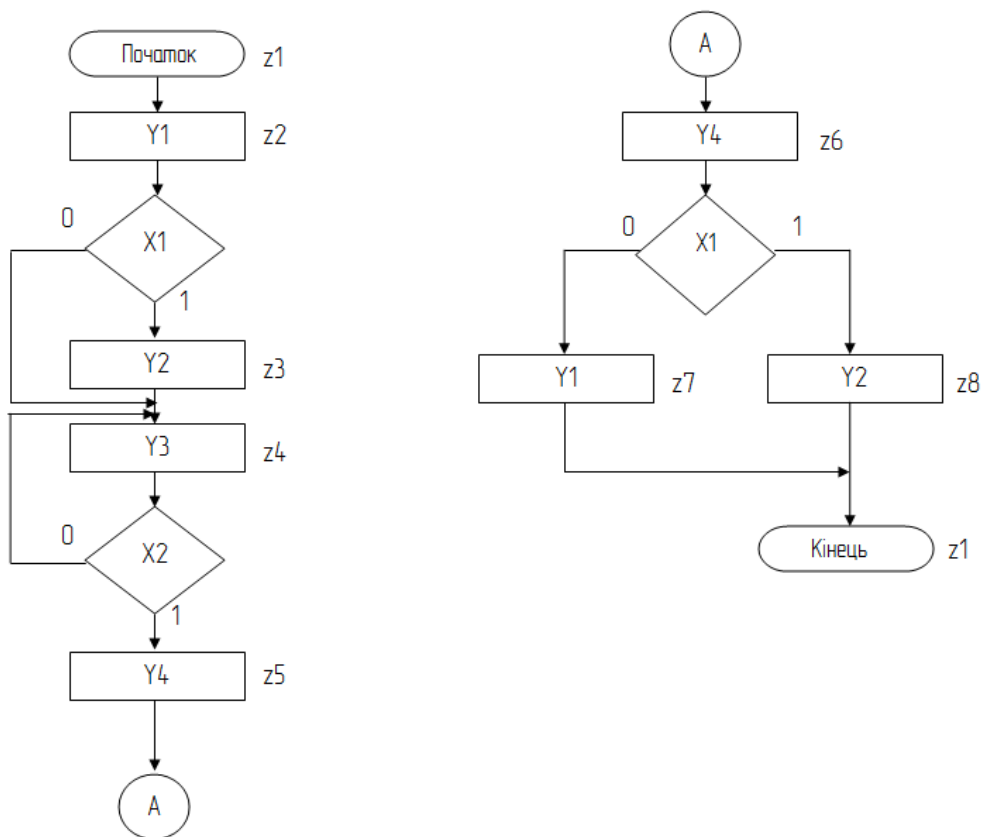 Початок z1
Y1 z2
0
X1
1
Y2 z3
Y3 z4
0
X2
1
Y4 z5
A
A
Y4 z6
0 1
X1
Y1 z7
Y2 z8
Кінець z1